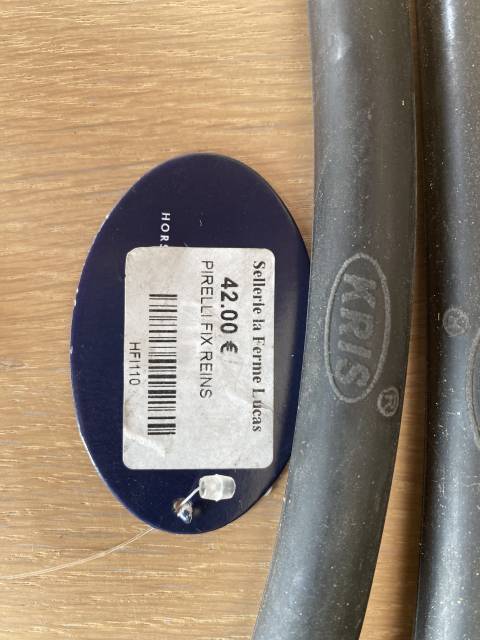 HORS
Sellerie la Ferme Lucas
42.00 €
PIRELLI FIX REINS
HFI110
KRIS®
®